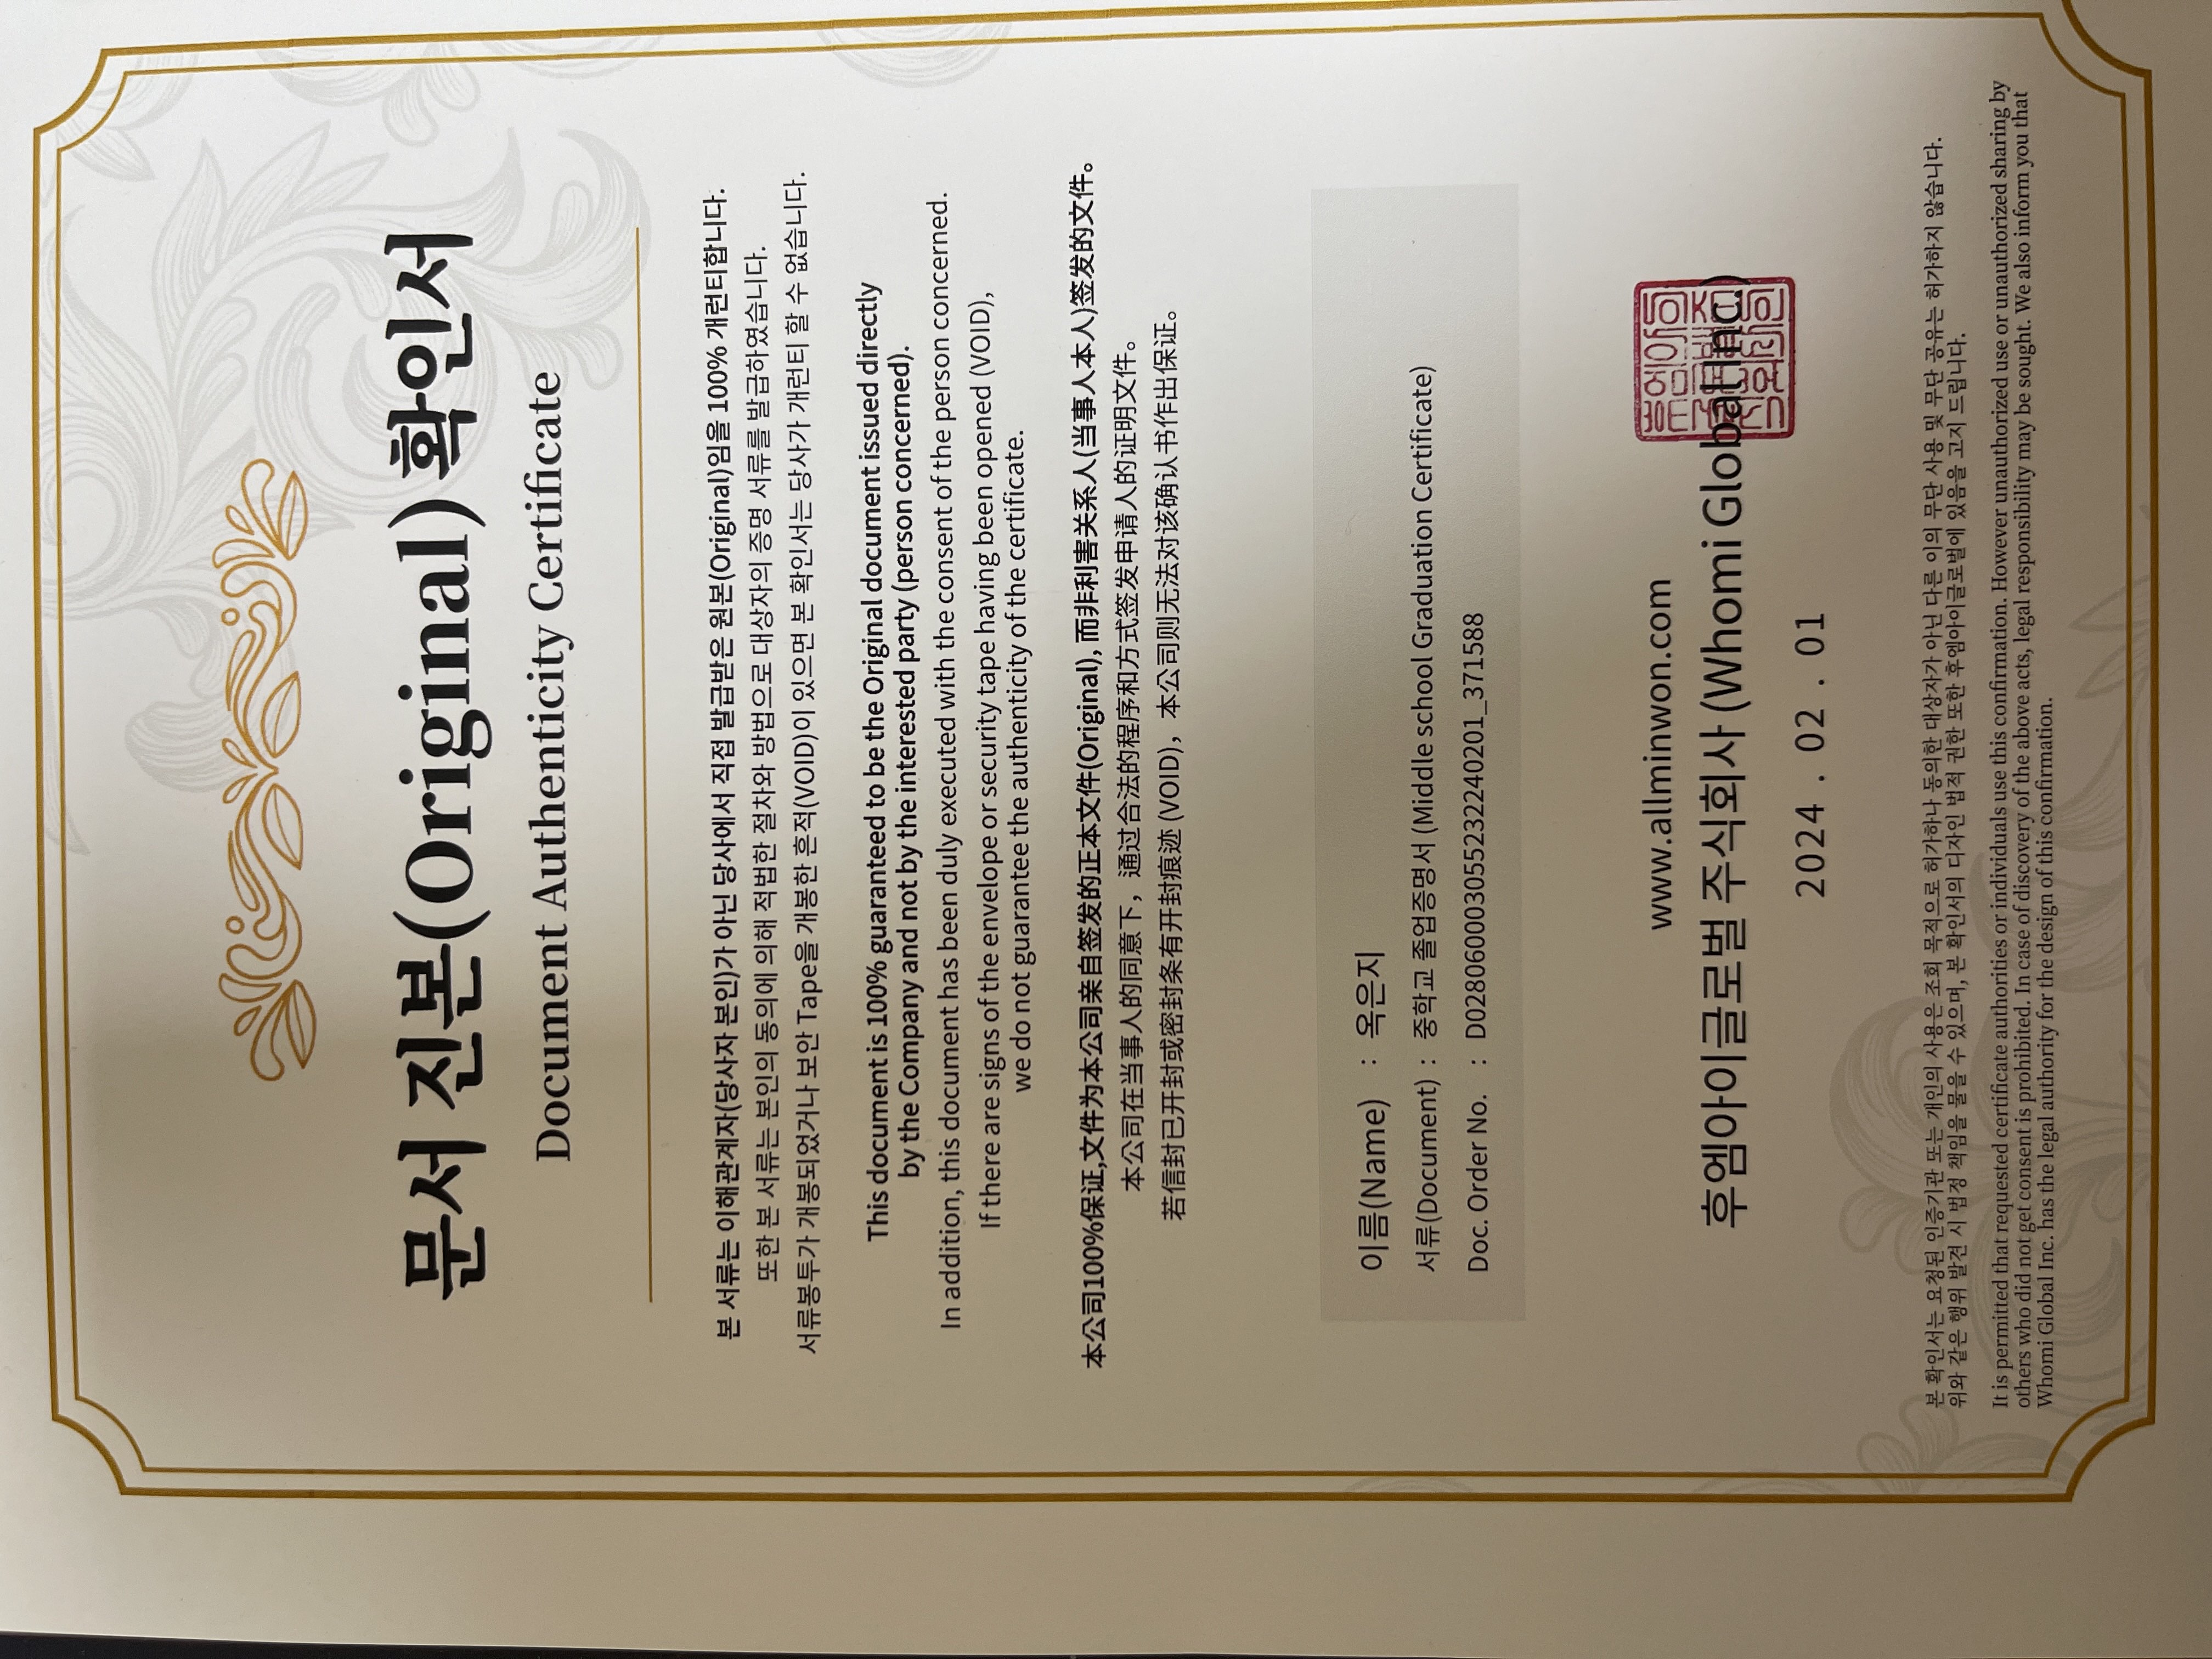 문서 진본(Original) 확인서
Document Authenticity Certificate
본 서류는 이해관계자(당사자 본인)가 아닌 당사에서 직접 발급받은 원본(Original)임을 100% 개런티합니다.
또한 본 서류는 본인의 동의에 의해 적법한 절차와 방법으로 대상자의 증명 서류를 발급하였습니다.
서류봉투가 개봉되었거나 보안 Tape을 개봉한 흔적(VOID)이 있으면 본 확인서는 당사가 개런티 할 수 없습니다.
This document is 100% guaranteed to be the Original document issued directly
by the Company and not by the interested party (person concerned).
In addition, this document has been duly executed with the consent of the person concerned.
If there are signs of the envelope or security tape having been opened (VOID),
we do not guarantee the authenticity of the certificate.
本公司100%保证,文件为本公司亲自签发的正本文件(Original), 而非利害关系人(当事人本人)签发的文件。
本公司在当事人的同意下，通过合法的程序和方式签发申请人的证明文件。
若信封已开封或密封条有开封痕迹 (VOID)，本公司则无法对该确认书作出保证。
이름(Name) : 옥은지
서류(Document) : 중학교 졸업증명서 (Middle school Graduation Certificate)
Doc. Order No. : D028060003055232240201_371588
www.allminwon.com
후엠아이글로벌 주식회사 (Whomi Global Inc.)
2024 . 02 . 01
본 확인서는 요청된 인증기관 또는 개인의 사용은 조회 목적으로 허가하나 동의한 대상자가 아닌 다른 이의 무단 사용 및 무단 공유는 허가하지 않습니다.
위와 같은 행위 발견 시 법정 책임을 물을 수 있으며, 본 확인서의 디자인 법적 권한 또한 후엠아이글로벌에 있음을 고지 드립니다.
It is permitted that requested certificate authorities or individuals use this confirmation. However unauthorized use or unauthorized sharing by
others who did not get consent is prohibited. In case of discovery of the above acts, legal responsibility may be sought. We also inform you that
Whomi Global Inc. has the legal authority for the design of this confirmation.